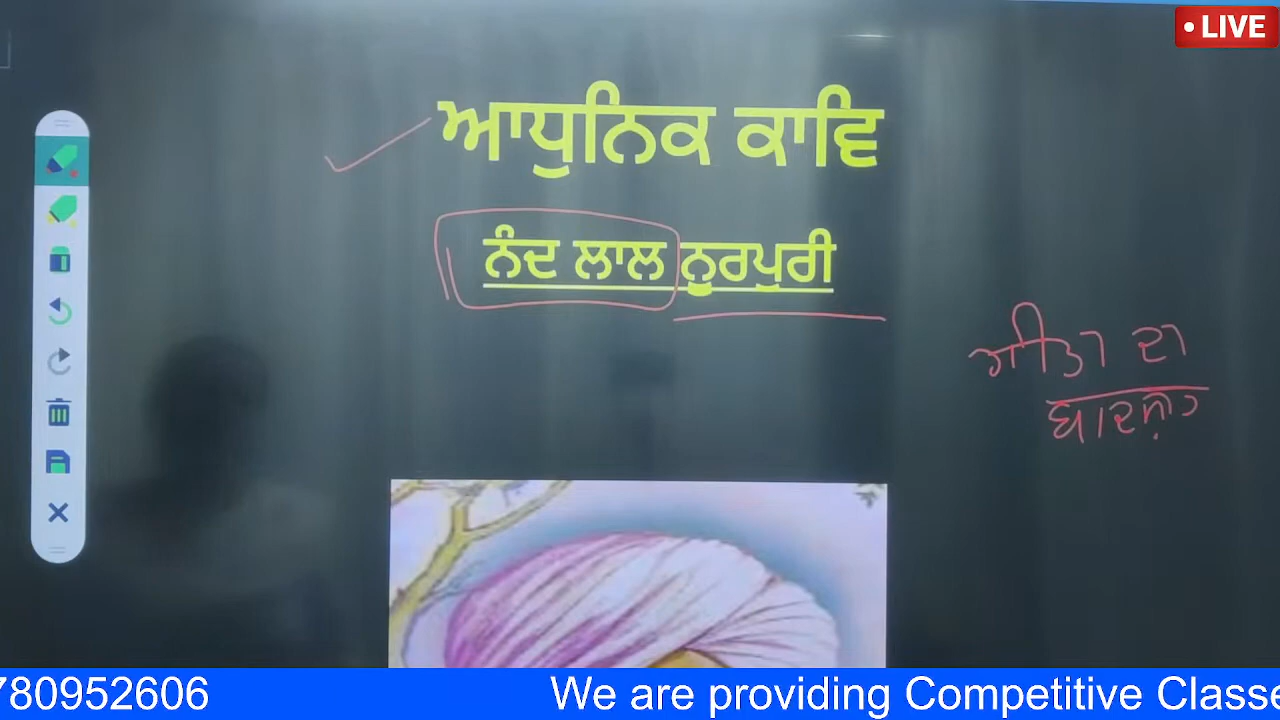 • LIVE
ਆਧੁਨਿਕ ਕਾਵਿ
ਨੰਦ ਲਾਲ ਨੂਰਪੁਰੀ
ਗੀਤਾਂ ਦਾ
ਬਾਦਸ਼ਾਹ
780952606 We are providing Competitive Classe